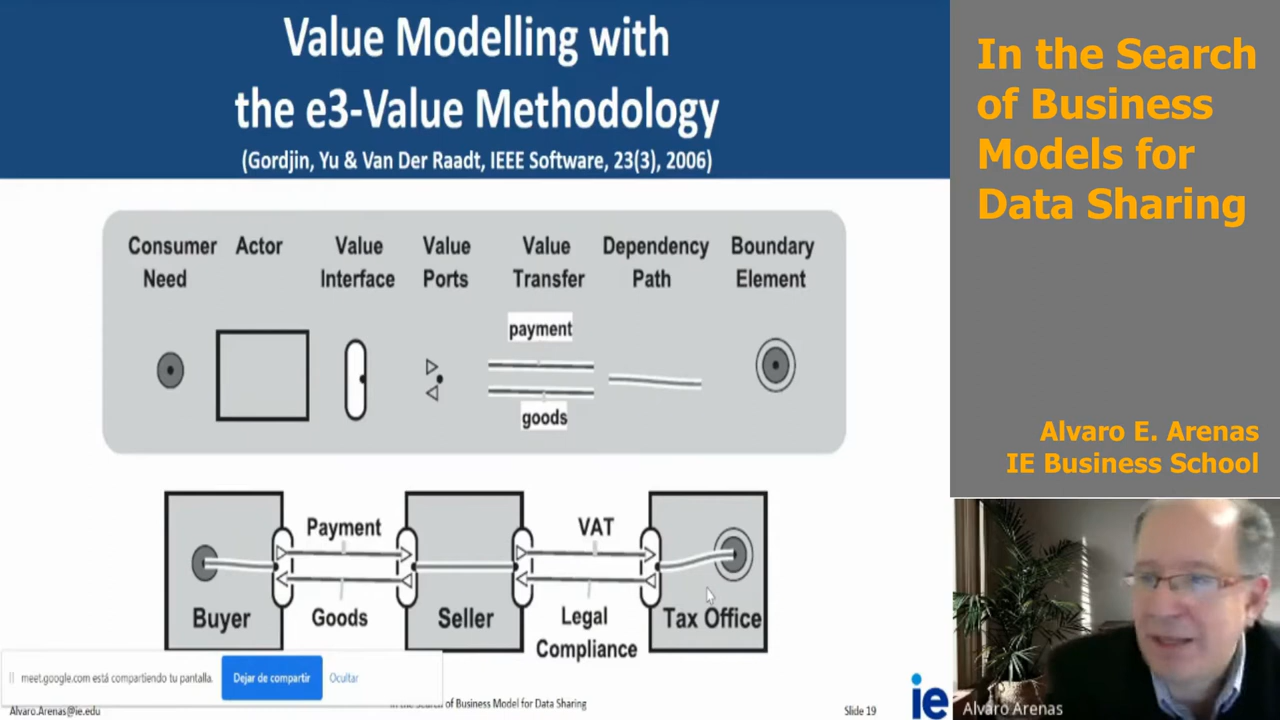 Value Modelling with
the e3-Value Methodology
(Gordjin, Yu & Van Der Raadt, IEEE Software, 23(3), 2006)
Consumer Need
Actor
Value Interface
Value Ports
Value Transfer
Dependency Path
Boundary Element
payment
goods
Payment
VAT
Buyer
Goods
Seller
Legal Compliance
Tax Office
meet.google.com está compartiendo tu pantalla.
Dejar de compartir
Ocultar
Alvaro.Arenas@ie.edu
of Business Model for Data Sharing
Slide 19
ie
In the Search
of Business
Models for
Data Sharing
Alvaro E. Arenas
IE Business School
Alvaro Arenas